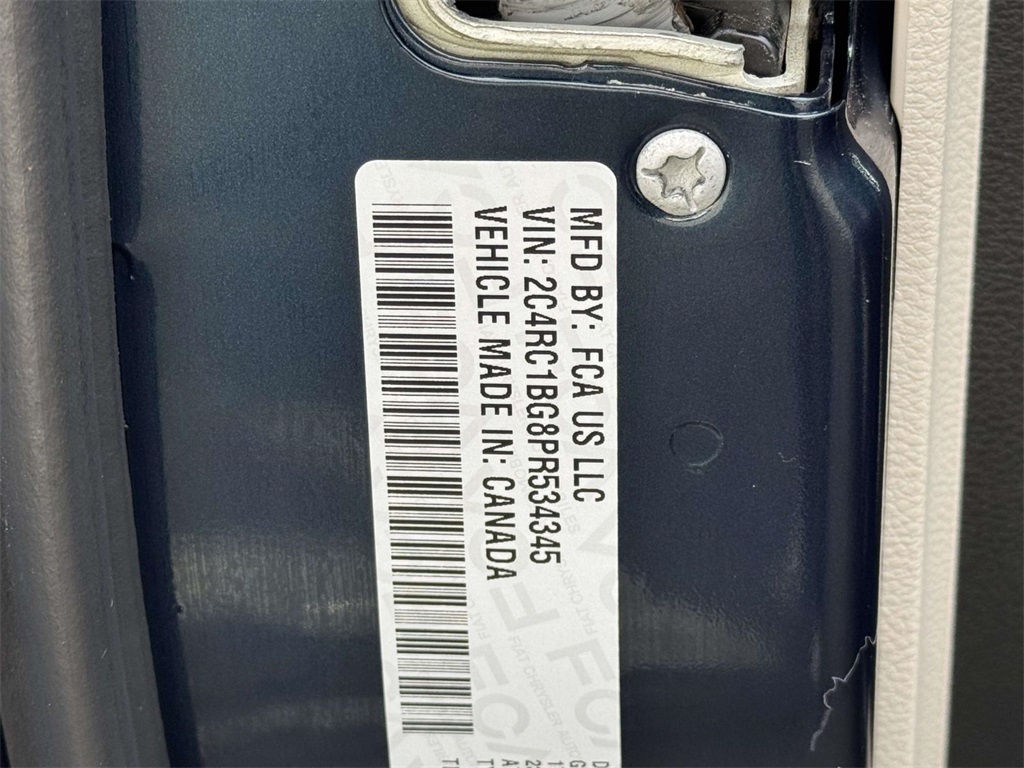 MFD BY: FCA US LLC
VIN: 2C4RC1BG8PR534345
VEHICLE MADE IN: CANADA